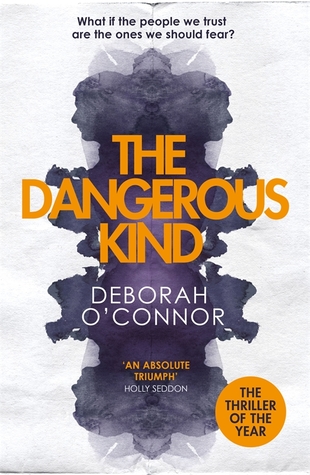 What if the people we trust
are the ones we should fear?
THE
DANGEROUS
KIND
DEBORAH
O'CONNOR
'AN ABSOLUTE
TRIUMPH'
HOLLY SEDDON
THE
THRILLER
OF THE
YEAR